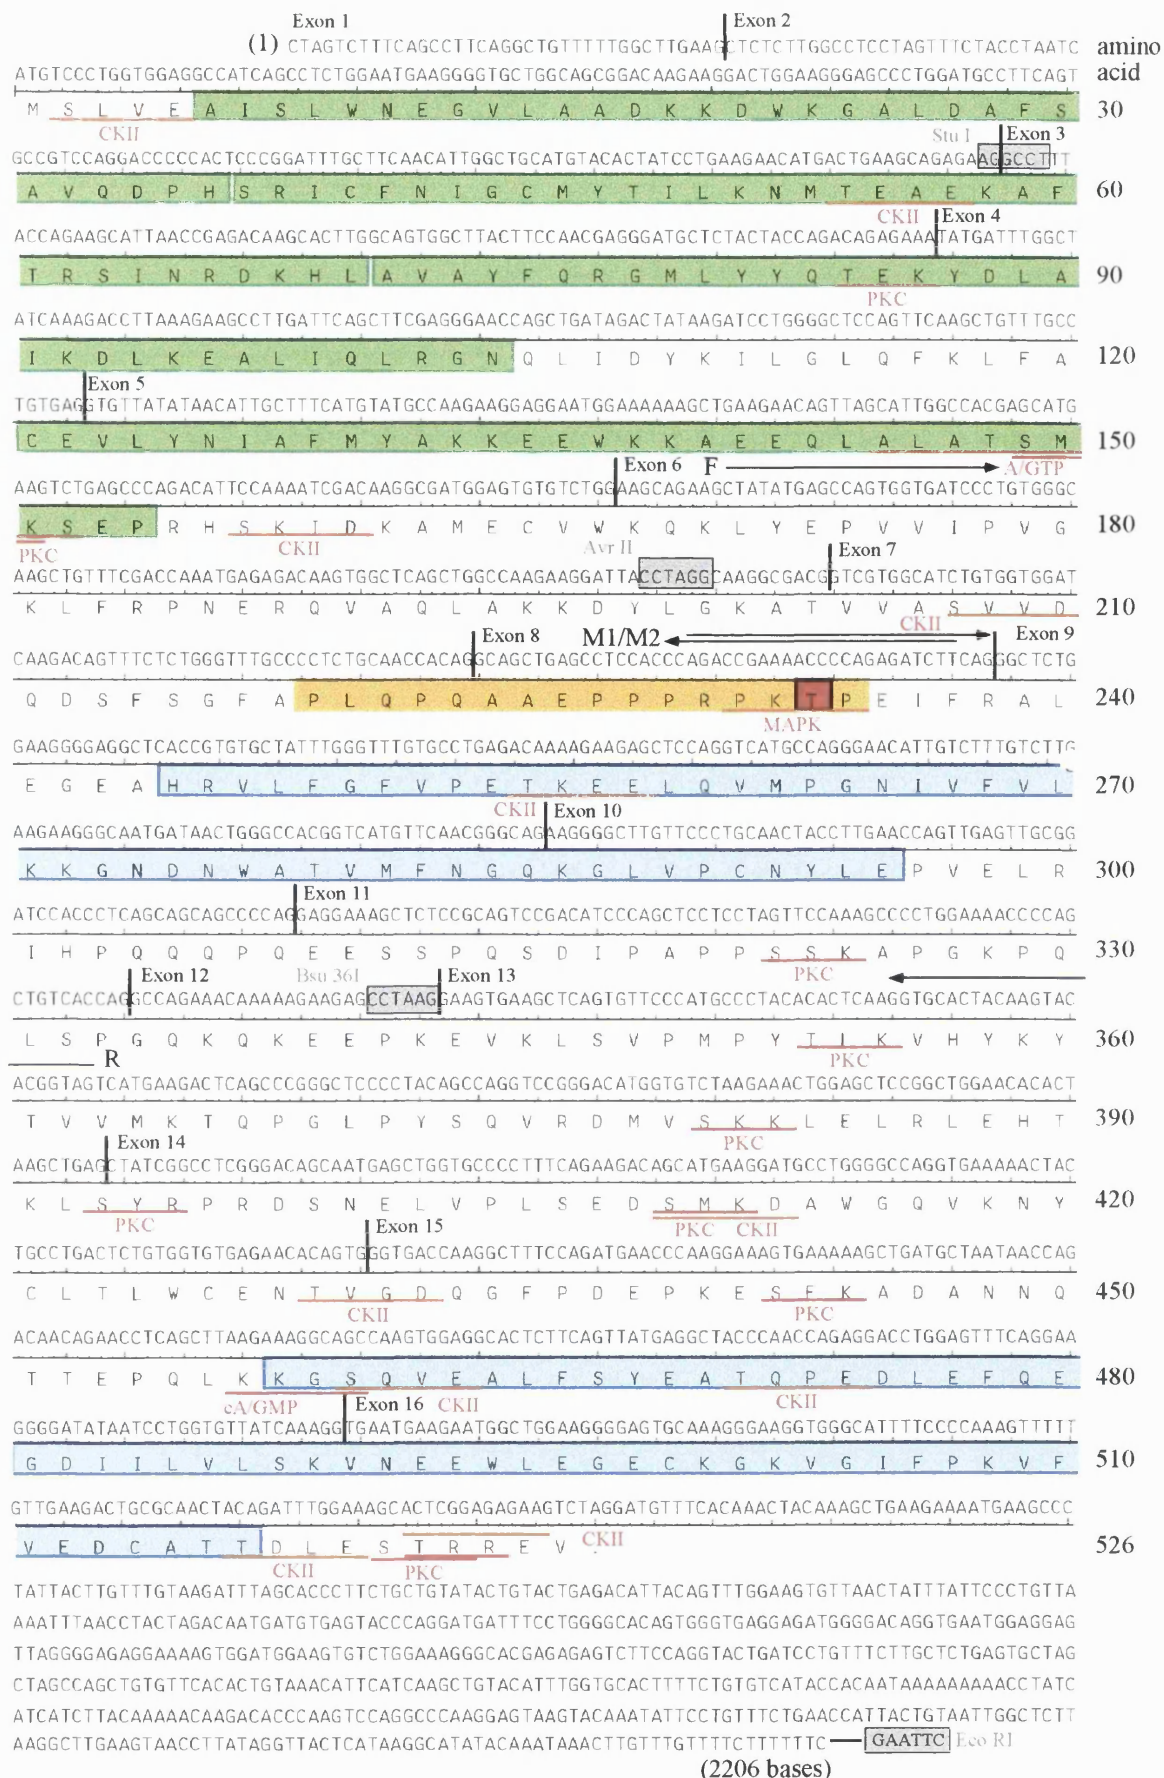 Exon 1 Exon 2
(1) CTAGTCTTTCAGCCTTCAGGCTGTTTTTGGCTTGAAGCTCTCTTGGCCTCCTAGTTTCTACCTAATC amino
ATGTCCCTGGTGGAGGCCATCAGCCTCTGGAATGAAGGGGTGCTGGCAGCGGACAAGAAGGACTGGAAGGGAGCCCTGGATGCCTTCAGT acid
M S L V E A I S L W N E G V L A A D K K D W K G A L D A F S 30
CKII Stu I Exon 3
GCCGTCCAGGACCCCCACTCCCGGATTTGCTTCAACATTGGCTGCATGTACACTATCCTGAAGAACATGACTGAAGCAGAGAAGGCCTTT
A V Q D P H S R I C F N I G C M Y T I L K N M T E A E K A F 60
CKII Exon 4
ACCAGAAGCATTAACCGAGACAAGCACTTGGCAGTGGCTTACTTCCAACGAGGGATGCTCTACTACCAGACAGAGAAATATGATTTGGCT
T R S I N R D K H L A V A Y F Q R G M L Y Y Q T E K Y D L A 90
PKC
ATCAAAGACCTTAAAGAAGCCTTGATTCAGCTTCGAGGGAACCAGCTGATAGACTATAAGATCCTGGGGCTCCAGTTCAAGCTGTTTGCC
I K D L K E A L I Q L R G N Q L I D Y K I L G L Q F K L F A 120
Exon 5
TGTGAGGTGTTATATAACATTGCTTTCATGTATGCCAAGAAGGAGGAATGGAAAAAAGCTGAAGAACAGTTAGCATTGGCCACGAGCATG
C E V L Y N I A F M Y A K K E E W K K A E E Q L A L A T S M 150
Exon 6 F A/GTP
AAGTCTGAGCCCAGACATTCCAAAATCGACAAGGCGATGGAGTGTGTCTGGAAGCAGAAGCTATATGAGCCAGTGGTGATCCCTGTGGGC
K S E P R H S K I D K A M E C V W K Q K L Y E P V V I P V G 180
PKC CKII Avr II Exon 7
AAGCTGTTTCGACCAAATGAGAGACAAGTGGCTCAGCTGGCCAAGAAGGATTACCTAGGCAAGGCGACGGTCGTGGCATCTGTGGTGGAT
K L F R P N E R Q V A Q L A K K D Y L G K A T V V A S V V D 210
CKII
Exon 8 M1/M2 Exon 9
CAAGACAGTTTCTCTGGGTTTGCCCCTCTGCAACCACAGGCAGCTGAGCCTCCACCCAGACCGAAAACCCCAGAGATCTTCAGGGCTCTG
Q D S F S G F A P L Q P Q A A E P P P R P K T P E I F R A L 240
MAPK
GAAGGGGAGGCTCACCGTGTGCTATTTGGGTTTGTGCCTGAGACAAAAGAAGAGCTCCAGGTCATGCCAGGGAACATTGTCTTTGTCTTG
E G E A H R V L F G F V P E T K E E L Q V M P G N I V F V L 270
CKII Exon 10
AAGAAGGGCAATGATAACTGGGCCACGGTCATGTTCAACGGGCAGAAGGGGCTTGTTCCCTGCAACTACCTTGAACCAGTTGAGTTGCGG
K K G N D N W A T V M F N G Q K G L V P C N Y L E P V E L R 300
Exon 11
ATCCACCCTCAGCAGCAGCCCCAGGAGGAAAGCTCTCCGCAGTCCGACATCCCAGCTCCTCCTAGTTCCAAAGCCCCTGGAAAACCCCAG
I H P Q Q Q P Q E E S S P Q S D I P A P P S S K A P G K P Q 330
Exon 12 Bsu 36I Exon 13 PKC
CTGTCACCAGGCCAGAAACAAAAAGAAGAGCCTAAGGAAGTGAAGCTCAGTGTTCCCATGCCCTACACACTCAAGGTGCACTACAAGTAC
L S P G Q K Q K E E P K E V K L S V P M P Y T L K V H Y K Y 360
R PKC
ACGGTAGTCATGAAGACTCAGCCCGGGCTCCCCTACAGCCAGGTCCGGGACATGGTGTCTAAGAAACTGGAGCTCCGGCTGGAACACACT
T V V M K T Q P G L P Y S Q V R D M V S K K L E L R L E H T 390
Exon 14 PKC
AAGCTGAGCTATCGGCCTCGGGACAGCAATGAGCTGGTGCCCCTTTCAGAAGACAGCATGAAGGATGCCTGGGGCCAGGTGAAAAACTAC
K L S Y R P R D S N E L V P L S E D S M K D A W G Q V K N Y 420
PKC Exon 15 PKC CKII
TGCCTGACTCTGTGGTGTGAGAACACAGTGGGTGACCAAGGCTTTCCAGATGAACCCAAGGAAAGTGAAAAAGCTGATGCTAATAACCAG
C L T L W C E N T V G D Q G F P D E P K E S E K A D A N N Q 450
CKII PKC
ACAACAGAACCTCAGCTTAAGAAAGGCAGCCAAGTGGAGGCACTCTTCAGTTATGAGGCTACCCAACCAGAGGACCTGGAGTTTCAGGAA
T T E P Q L K K G S Q V E A L F S Y E A T Q P E D L E F Q E 480
cA/GMP Exon 16 CKII CKII
GGGGATATAATCCTGGTGTTATCAAAGGTGAATGAAGAATGGCTGGAAGGGGAGTGCAAAGGGAAGGTGGGCATTTTCCCCAAAGTTTTT
G D I I L V L S K V N E E W L E G E C K G K V G I F P K V F 510
GTTGAAGACTGCGCAACTACAGATTTGGAAAGCACTCGGAGAGAAGTCTAGGATGTTTCACAAACTACAAAGCTGAAGAAAATGAAGCCC
V E D C A T T D L E S T R R E V . CKII 526
CKII PKC
TATTACTTGTTTGTAAGATTTAGCACCCTTCTGCTGTATACTGTACTGAGACATTACAGTTTGGAAGTGTTAACTATTTATTCCCTGTTA
AAATTTAACCTACTAGACAATGATGTGAGTACCCAGGATGATTTCCTGGGGCACAGTGGGTGAGGAGATGGGGACAGGTGAATGGAGGAG
TTAGGGGAGAGGAAAAGTGGATGGAAGTGTCTGGAAAGGGCACGAGAGAGTCTTCCAGGTACTGATCCTGTTTCTTGCTCTGAGTGCTAG
CTAGCCAGCTGTGTTCACACTGTAAACATTCATCAAGCTGTACATTTGGTGCACTTTTCTGTGTCATACCACAATAAAAAAAAACCTATC
ATCATCTTACAAAAACAAGACACCCAAGTCCAGGCCCAAGGAGTAAGTACAAATATTCCTGTTTCTGAACCATTACTGTAATTGGCTCTT
AAGGCTTGAAGTAACCTTATAGGTTACTCATAAGGCATATACAAATAAACTTGTTTGTTTTCTTTTTTC GAATTC Eco RI
(2206 bases)